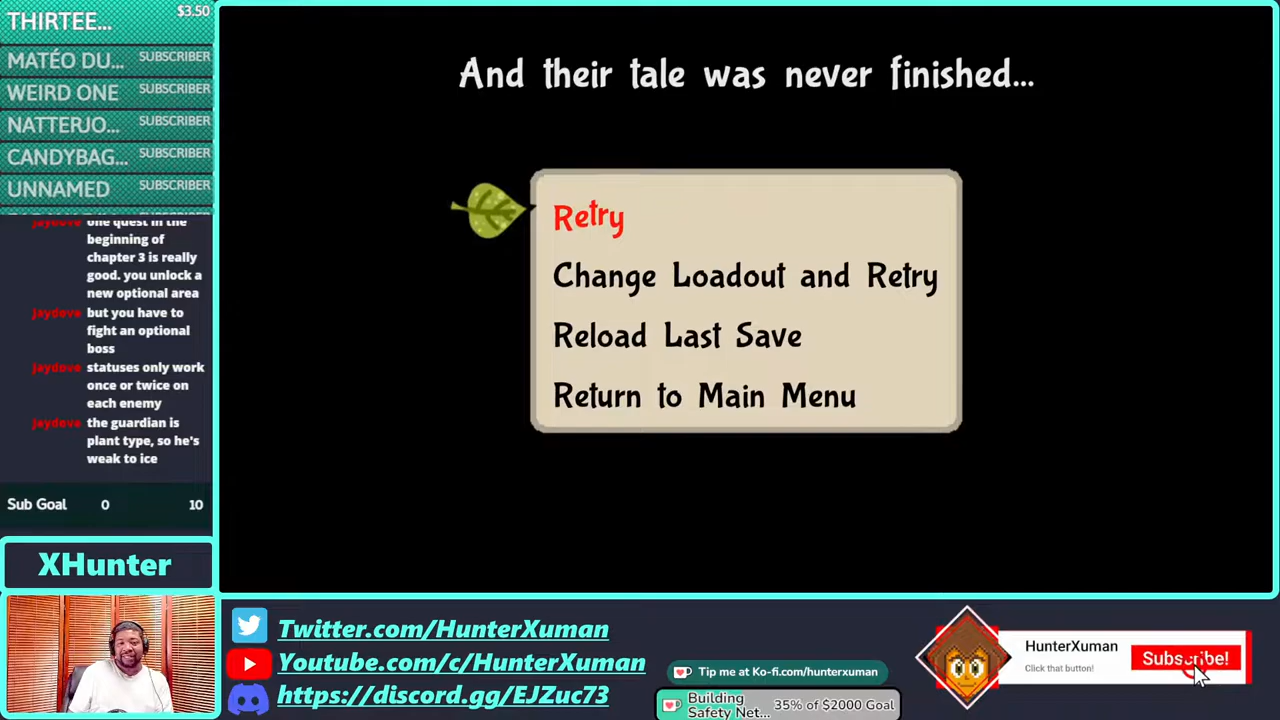 THIRTEE...
$3.50
MATÉO DU...
SUBSCRIBER
WEIRD ONE
SUBSCRIBER
NATTERJO...
SUBSCRIBER
CANDYBAG...
SUBSCRIBER
UNNAMED
SUBSCRIBER
Jaydove one quest in the
beginning of
chapter 3 is really
good. you unlock a
new optional area
Jaydove but you have to
fight an optional
boss
Jaydove statuses only work
once or twice on
each enemy
Jaydove the guardian is
plant type, so he's
weak to ice
Sub Goal 0 10
XHunter
And their tale was never finished...
Retry
Change Loadout and Retry
Reload Last Save
Return to Main Menu
Twitter.com/HunterXuman
Youtube.com/c/HunterXuman
https://discord.gg/EJZuc73
Tip me at Ko-fi.com/hunterxuman
Building
Safety Net...
35% of $2000 Goal
HunterXuman
Click that button!
Subscribe!